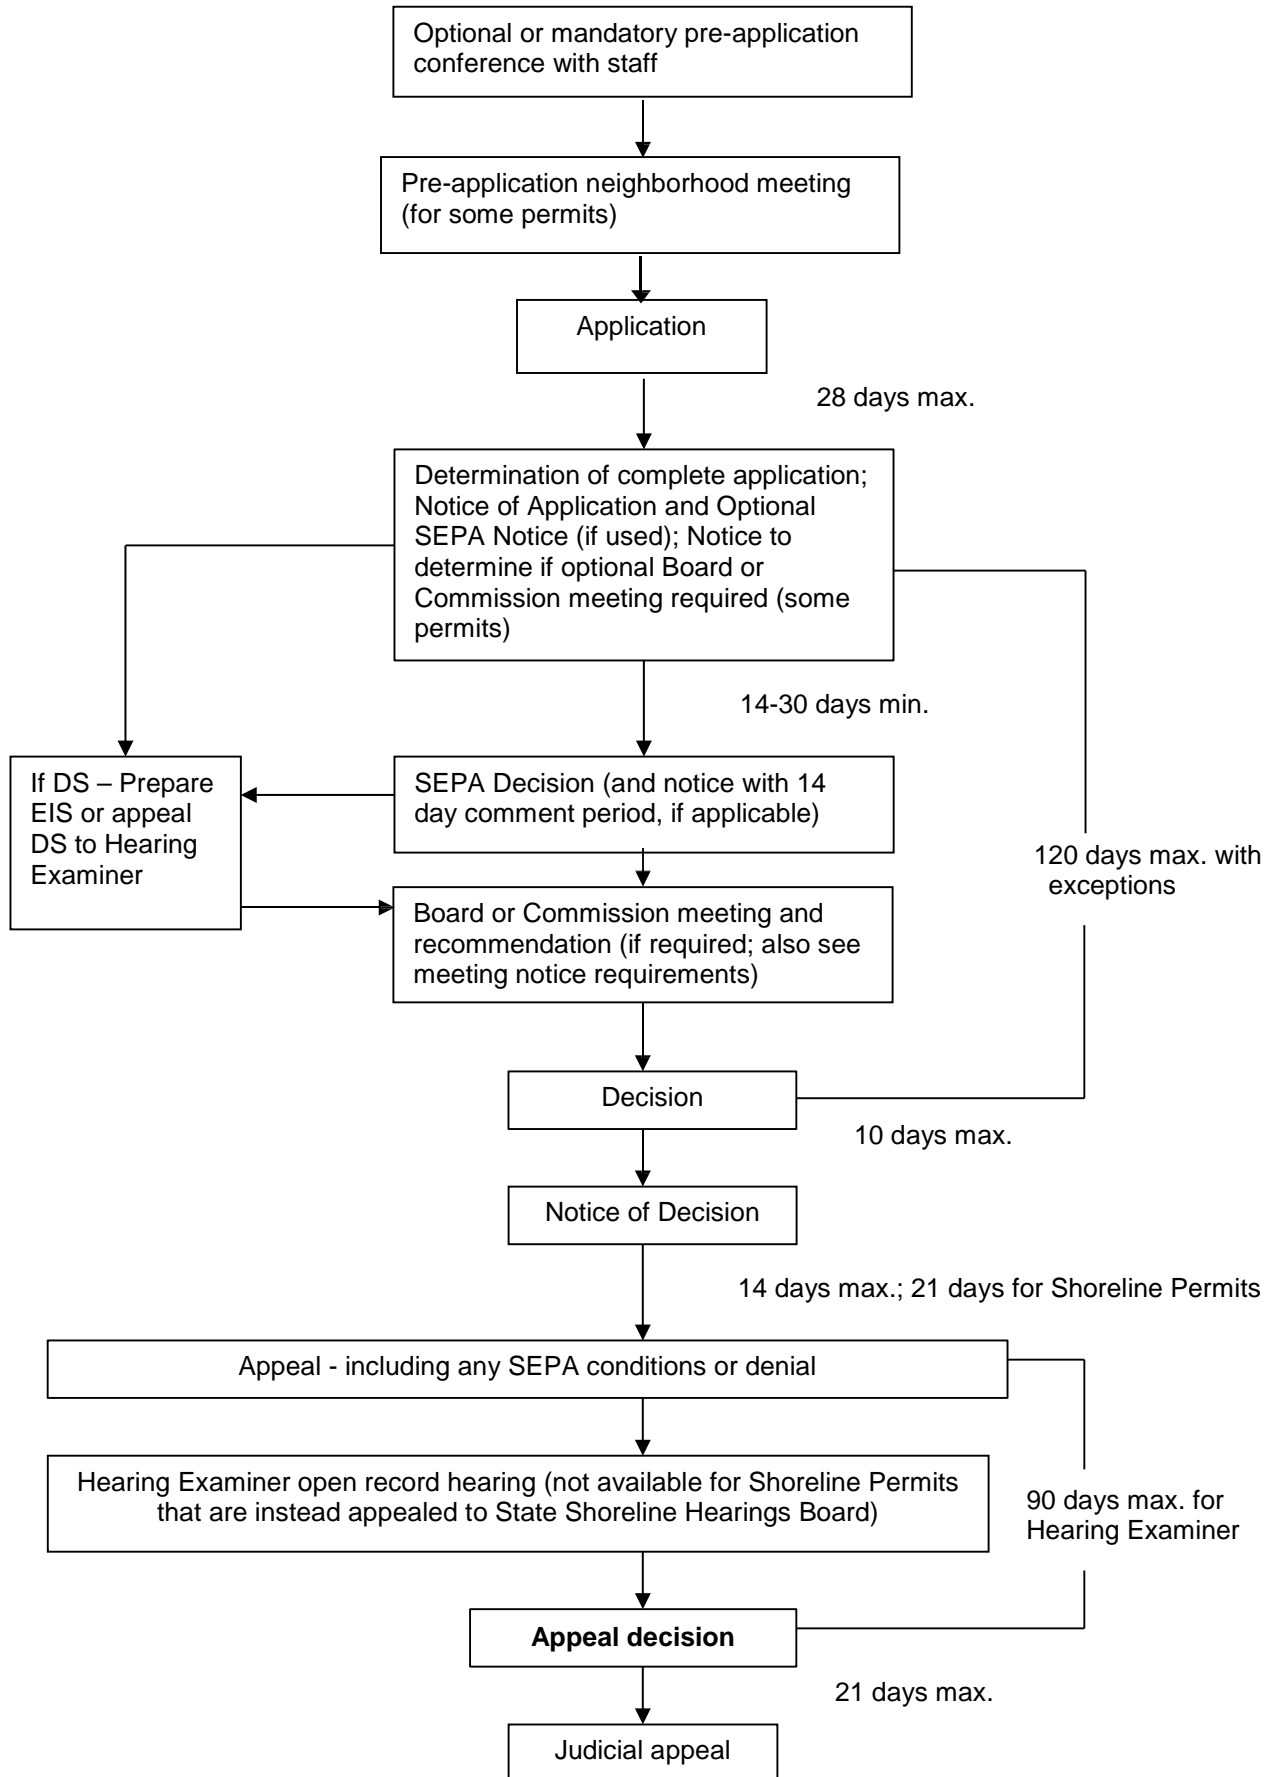 Optional or mandatory pre-application
conference with staff
Pre-application neighborhood meeting
(for some permits)
Application
28 days max.
Determination of complete application;
Notice of Application and Optional
SEPA Notice (if used); Notice to
determine if optional Board or
Commission meeting required (some
permits)
14-30 days min.
If DS – Prepare
EIS or appeal
DS to Hearing
Examiner
SEPA Decision (and notice with 14
day comment period, if applicable)
120 days max. with
exceptions
Board or Commission meeting and
recommendation (if required; also see
meeting notice requirements)
Decision
10 days max.
Notice of Decision
14 days max.; 21 days for Shoreline Permits
Appeal - including any SEPA conditions or denial
Hearing Examiner open record hearing (not available for Shoreline Permits
that are instead appealed to State Shoreline Hearings Board)
90 days max. for
Hearing Examiner
Appeal decision
21 days max.
Judicial appeal